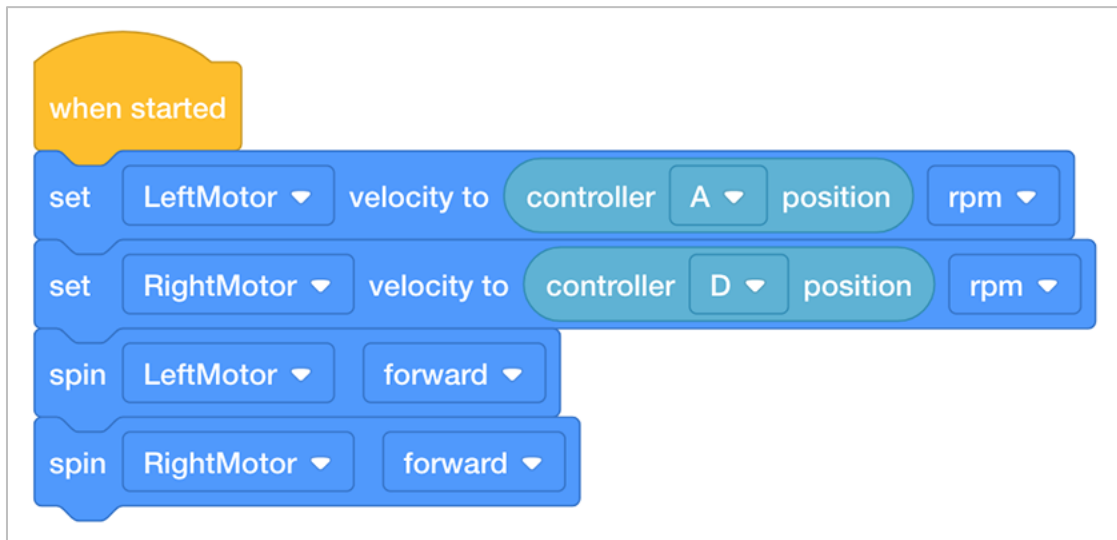 when started
set LeftMotor velocity to controller A position rpm
set RightMotor velocity to controller D position rpm
spin LeftMotor forward
spin RightMotor forward